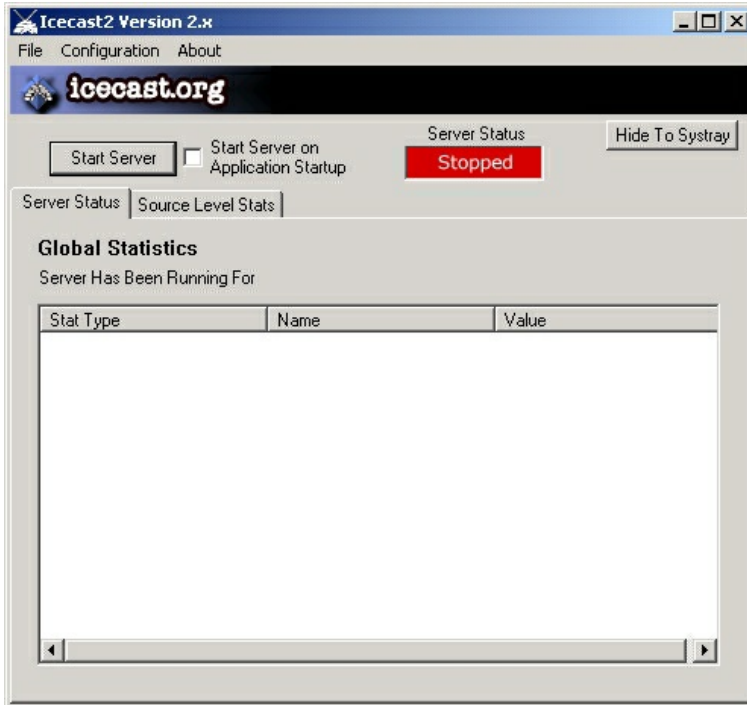 Icecast2 Version 2.x
File Configuration About
icecast.org
Start Server
Start Server on
Application Startup
Server Status
Stopped
Hide To Systray
Server Status Source Level Stats
Global Statistics
Server Has Been Running For
Stat Type Name Value